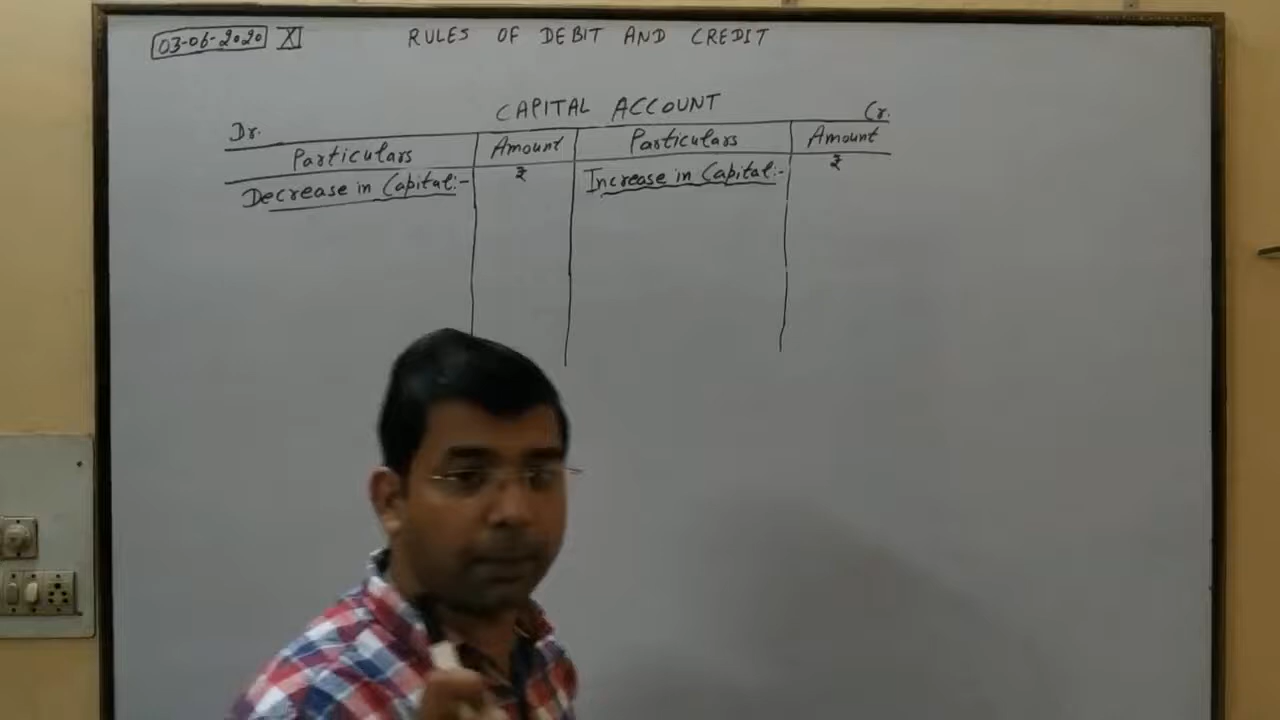 03-06-2020 XI RULES OF DEBIT AND CREDIT
CAPITAL ACCOUNT
Dr. Cr.
Particulars Amount Particulars Amount
₹ ₹
Decrease in Capital:- Increase in Capital:-